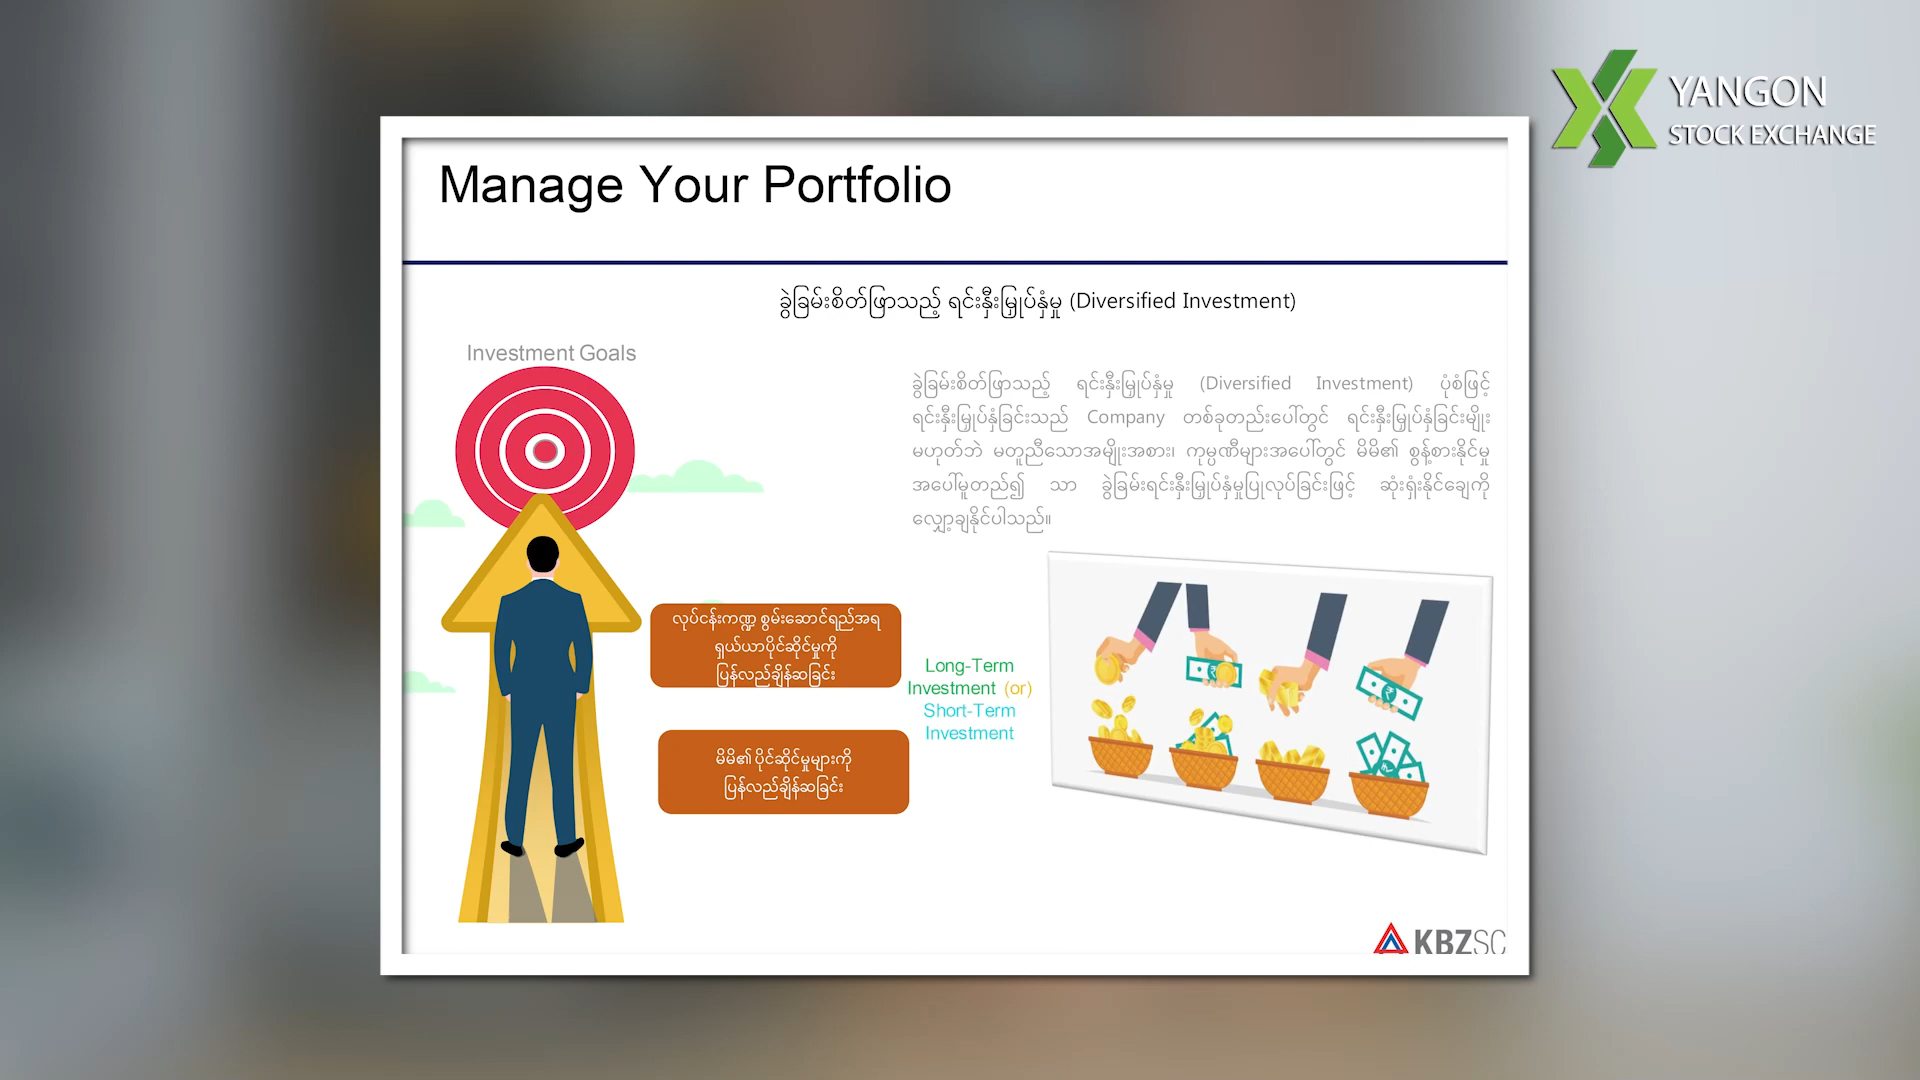 YANGON
STOCK EXCHANGE
Manage Your Portfolio
ခွဲခြမ်းစိတ်ဖြာသည့် ရင်းနှီးမြှုပ်နှံမှု (Diversified Investment)
Investment Goals
ခွဲခြမ်းစိတ်ဖြာသည့် ရင်းနှီးမြှုပ်နှံမှု (Diversified Investment) ပုံစံဖြင့်
ရင်းနှီးမြှုပ်နှံခြင်းသည် Company တစ်ခုတည်းပေါ်တွင် ရင်းနှီးမြှုပ်နှံခြင်းမျိုး
မဟုတ်ဘဲ မတူညီသောအမျိုးအစား၊ ကုမ္ပဏီများအပေါ်တွင် မိမိ၏ စွန့်စားနိုင်မှု
အပေါ်မူတည်၍ သာ ခွဲခြမ်းရင်းနှီးမြှုပ်နှံမှုပြုလုပ်ခြင်းဖြင့် ဆုံးရှုံးနိုင်ချေကို
လျှော့ချနိုင်ပါသည်။
လုပ်ငန်းကဏ္ဍ စွမ်းဆောင်ရည်အရ
ရှယ်ယာပိုင်ဆိုင်မှုကို
ပြန်လည်ချိန်ဆခြင်း
Long-Term
Investment (or)
Short-Term
Investment
မိမိ၏ ပိုင်ဆိုင်မှုများကို
ပြန်လည်ချိန်ဆခြင်း
KBZSC